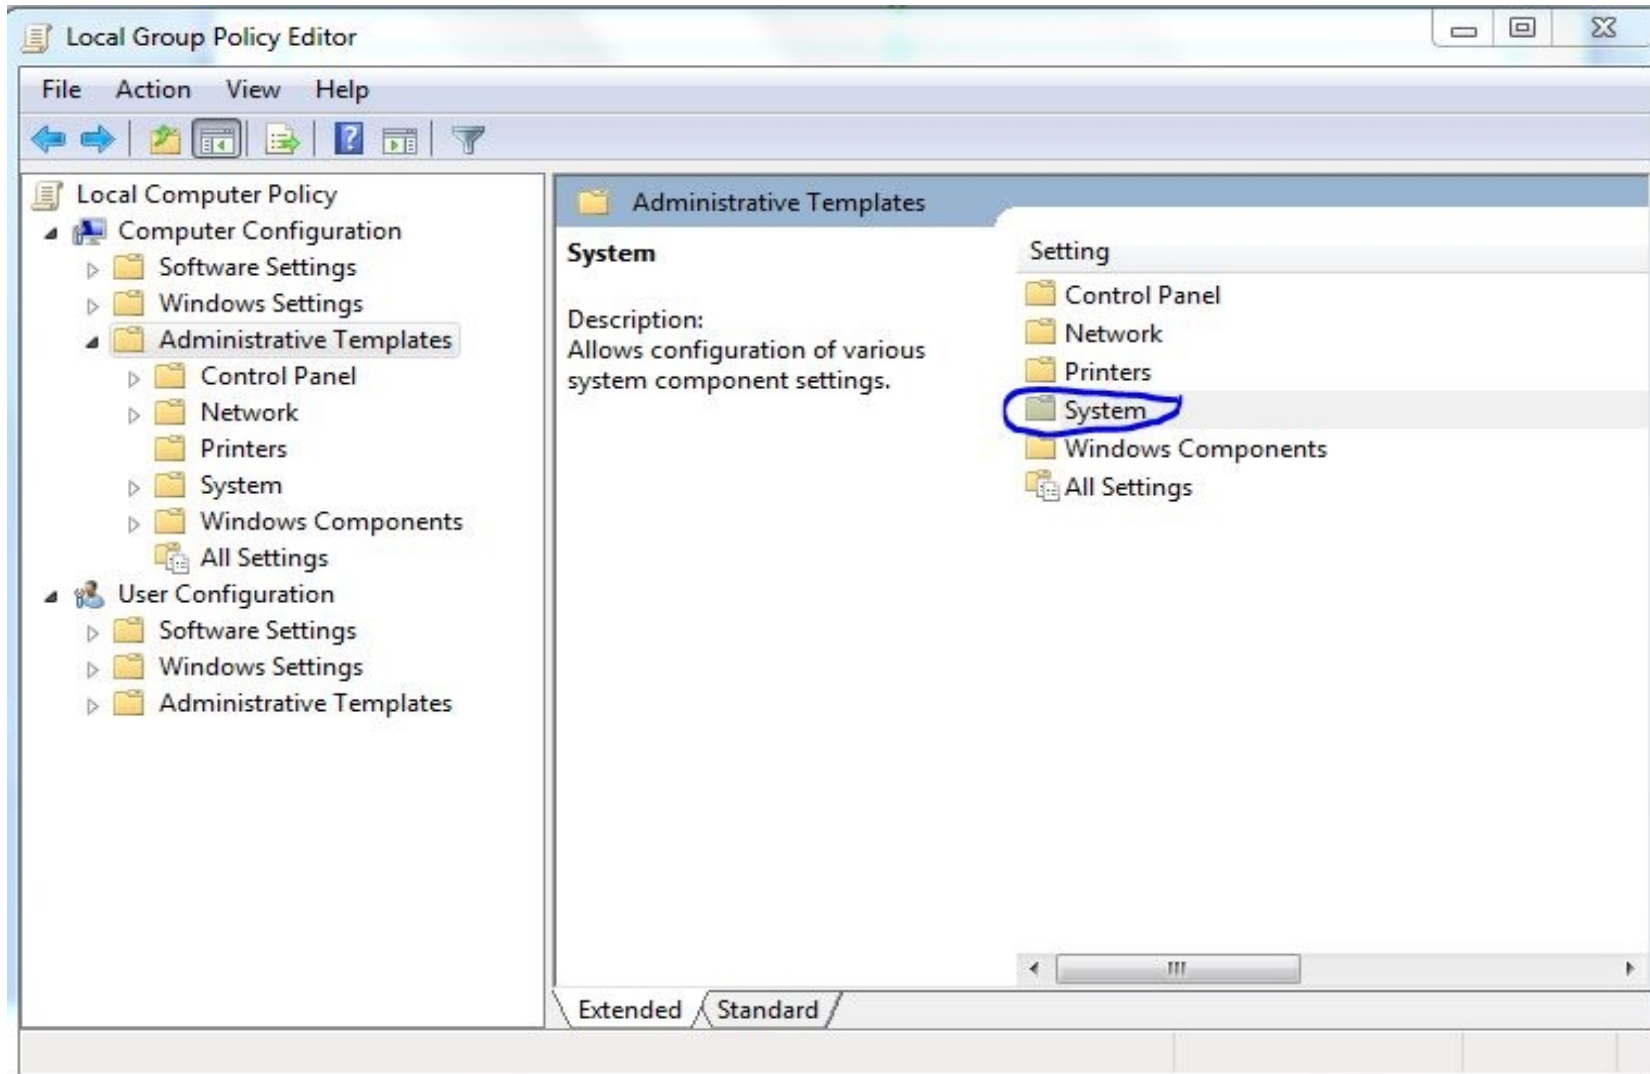 Local Group Policy Editor
File Action View Help
Local Computer Policy
Computer Configuration
Software Settings
Windows Settings
Administrative Templates
Control Panel
Network
Printers
System
Windows Components
All Settings
User Configuration
Software Settings
Windows Settings
Administrative Templates
Administrative Templates
System
Description:
Allows configuration of various
system component settings.
Setting
Control Panel
Network
Printers
System
Windows Components
All Settings
Extended Standard